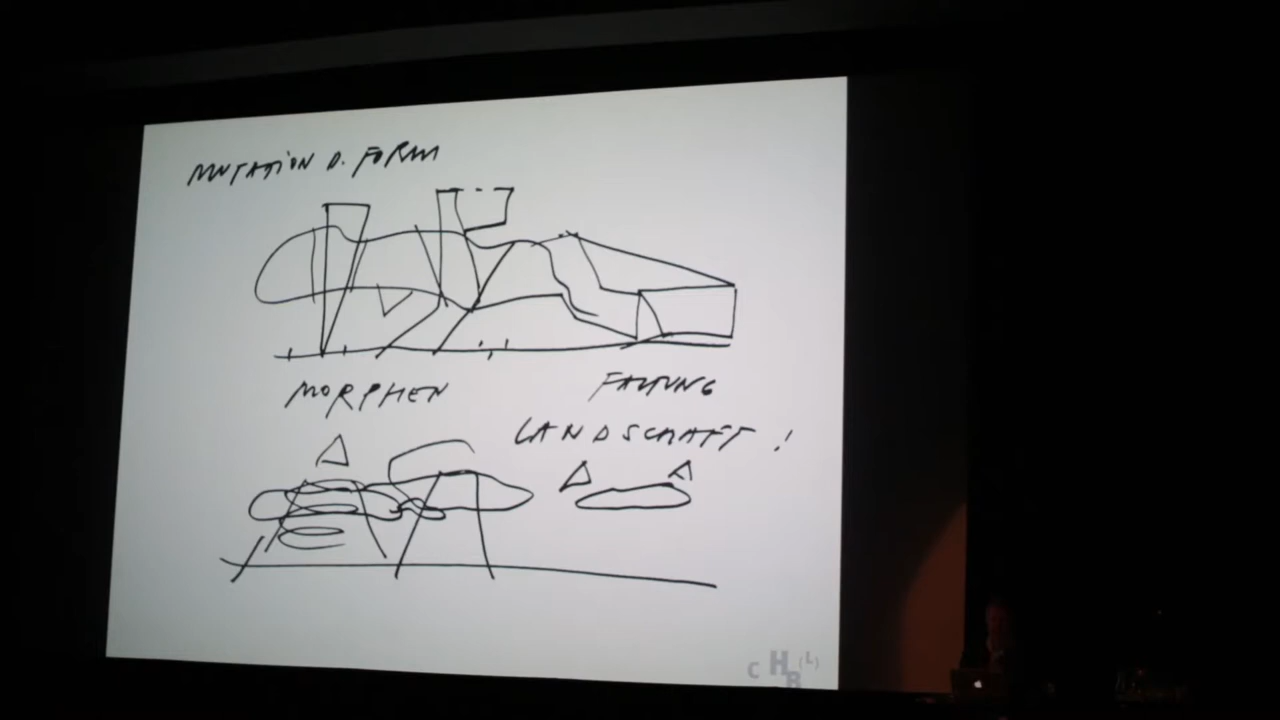 MUTATION D. FORM
MORPHEN
FALTUNG
LANDSCHAFT !
C H B (L)